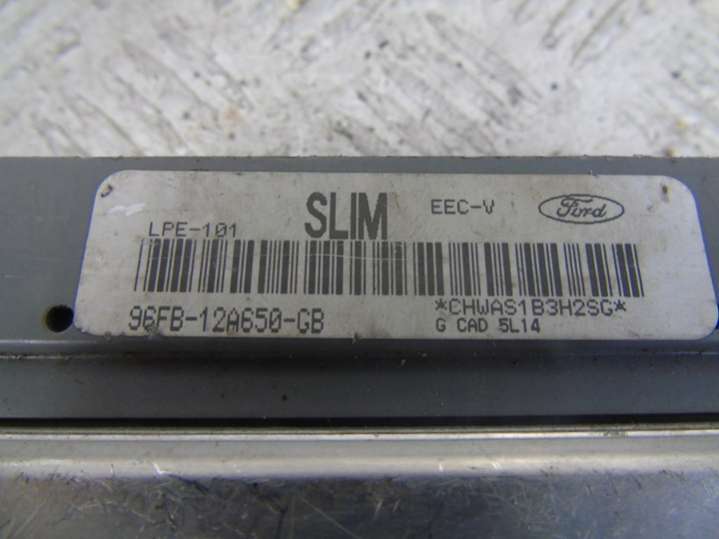 LPE-101 SLIM EEC-V Ford
96FB-12A650-GB *CHWAS1B3H2SG*
G CAD 5L14